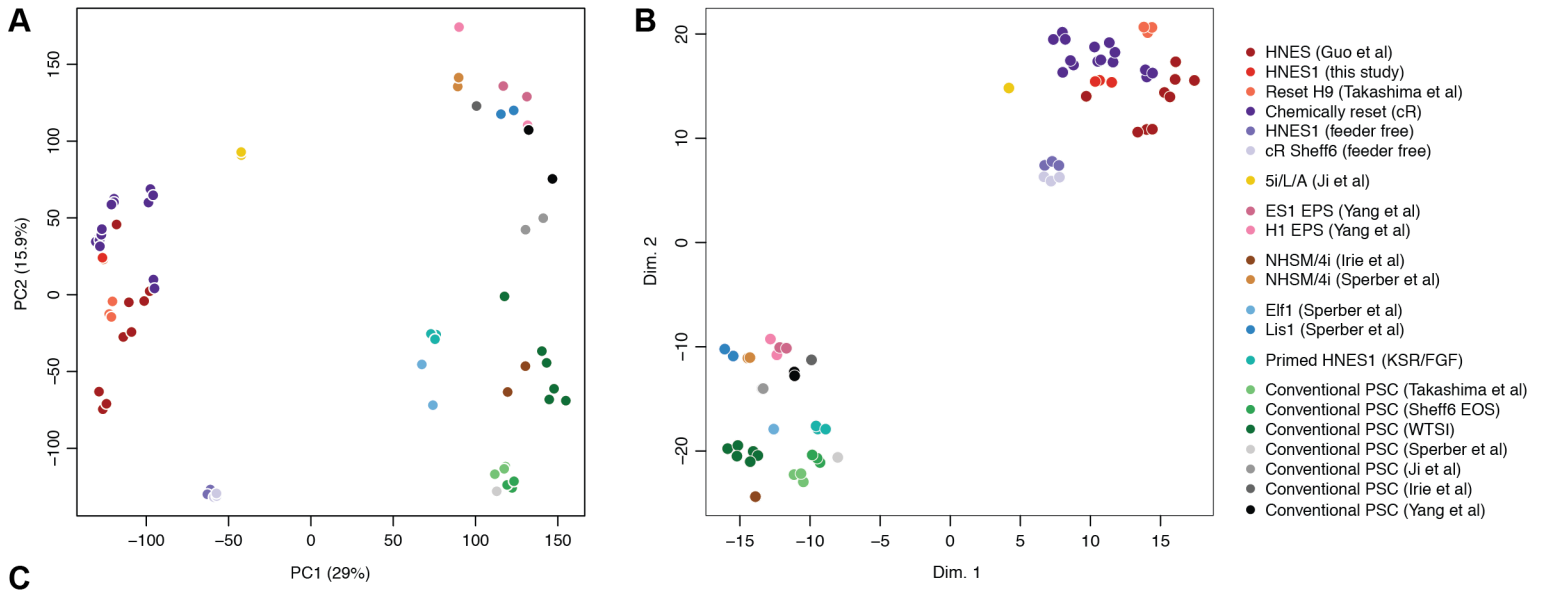 A
150
100
50
0
−50
−100
PC2 (15.9%)
−100
−50
0
50
100
150
PC1 (29%)
B
20
10
0
−10
−20
Dim. 2
−15
−10
−5
0
5
10
15
Dim. 1
HNES (Guo et al)
HNES1 (this study)
Reset H9 (Takashima et al)
Chemically reset (cR)
HNES1 (feeder free)
cR Sheff6 (feeder free)
5i/L/A (Ji et al)
ES1 EPS (Yang et al)
H1 EPS (Yang et al)
NHSM/4i (Irie et al)
NHSM/4i (Sperber et al)
Elf1 (Sperber et al)
Lis1 (Sperber et al)
Primed HNES1 (KSR/FGF)
Conventional PSC (Takashima et al)
Conventional PSC (Sheff6 EOS)
Conventional PSC (WTSI)
Conventional PSC (Sperber et al)
Conventional PSC (Ji et al)
Conventional PSC (Irie et al)
Conventional PSC (Yang et al)
C